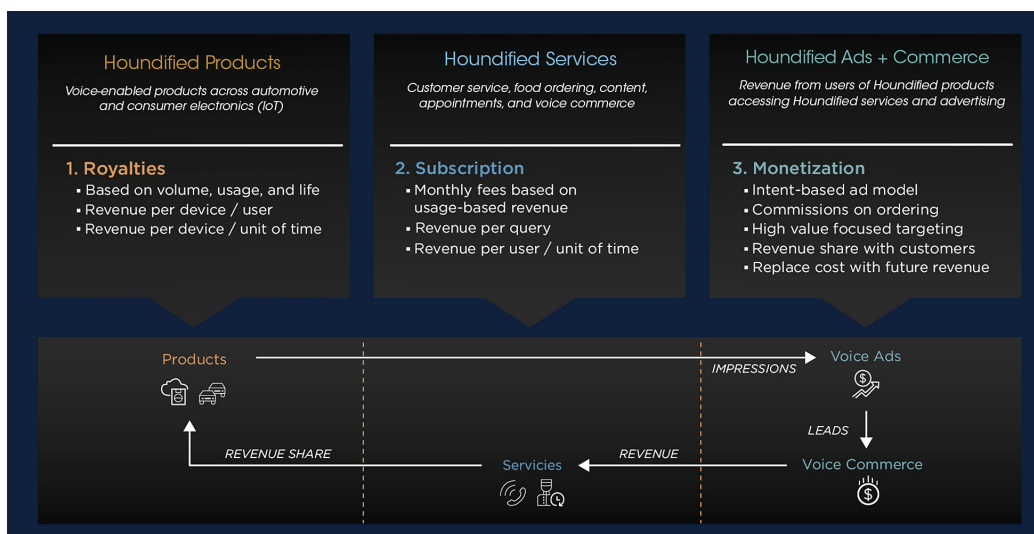 Houndified Products
Voice-enabled products across automotive
and consumer electronics (IoT)
1. Royalties
▪ Based on volume, usage, and life
▪ Revenue per device / user
▪ Revenue per device / unit of time
Houndified Services
Customer service, food ordering, content,
appointments, and voice commerce
2. Subscription
▪ Monthly fees based on
usage-based revenue
▪ Revenue per query
▪ Revenue per user / unit of time
Houndified Ads + Commerce
Revenue from users of Houndified products
accessing Houndified services and advertising
3. Monetization
▪ Intent-based ad model
▪ Commissions on ordering
▪ High value focused targeting
▪ Revenue share with customers
▪ Replace cost with future revenue
Products
IMPRESSIONS
Voice Ads
LEADS
REVENUE SHARE
Servicies
REVENUE
Voice Commerce